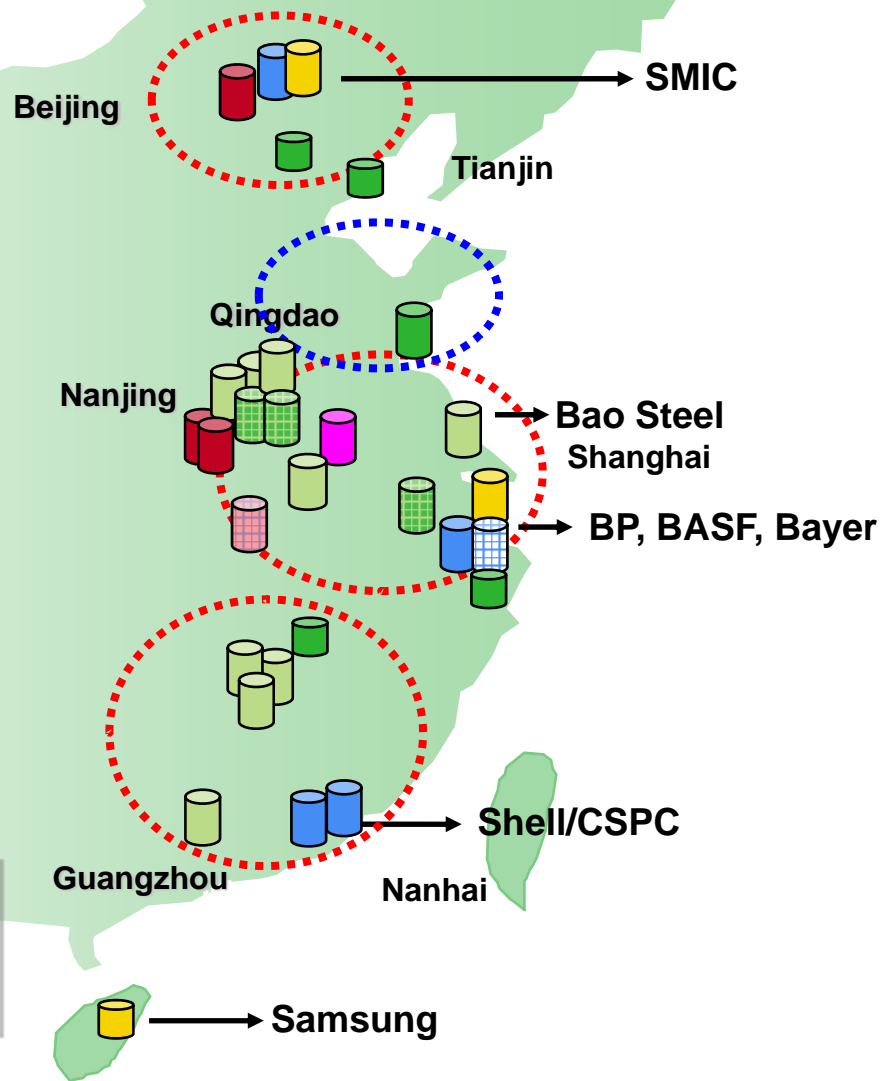 SMIC
Beijing
Tianjin
Qingdao
Nanjing
Bao Steel
Shanghai
BP, BASF, Bayer
Shell/CSPC
Guangzhou
Nanhai
Samsung